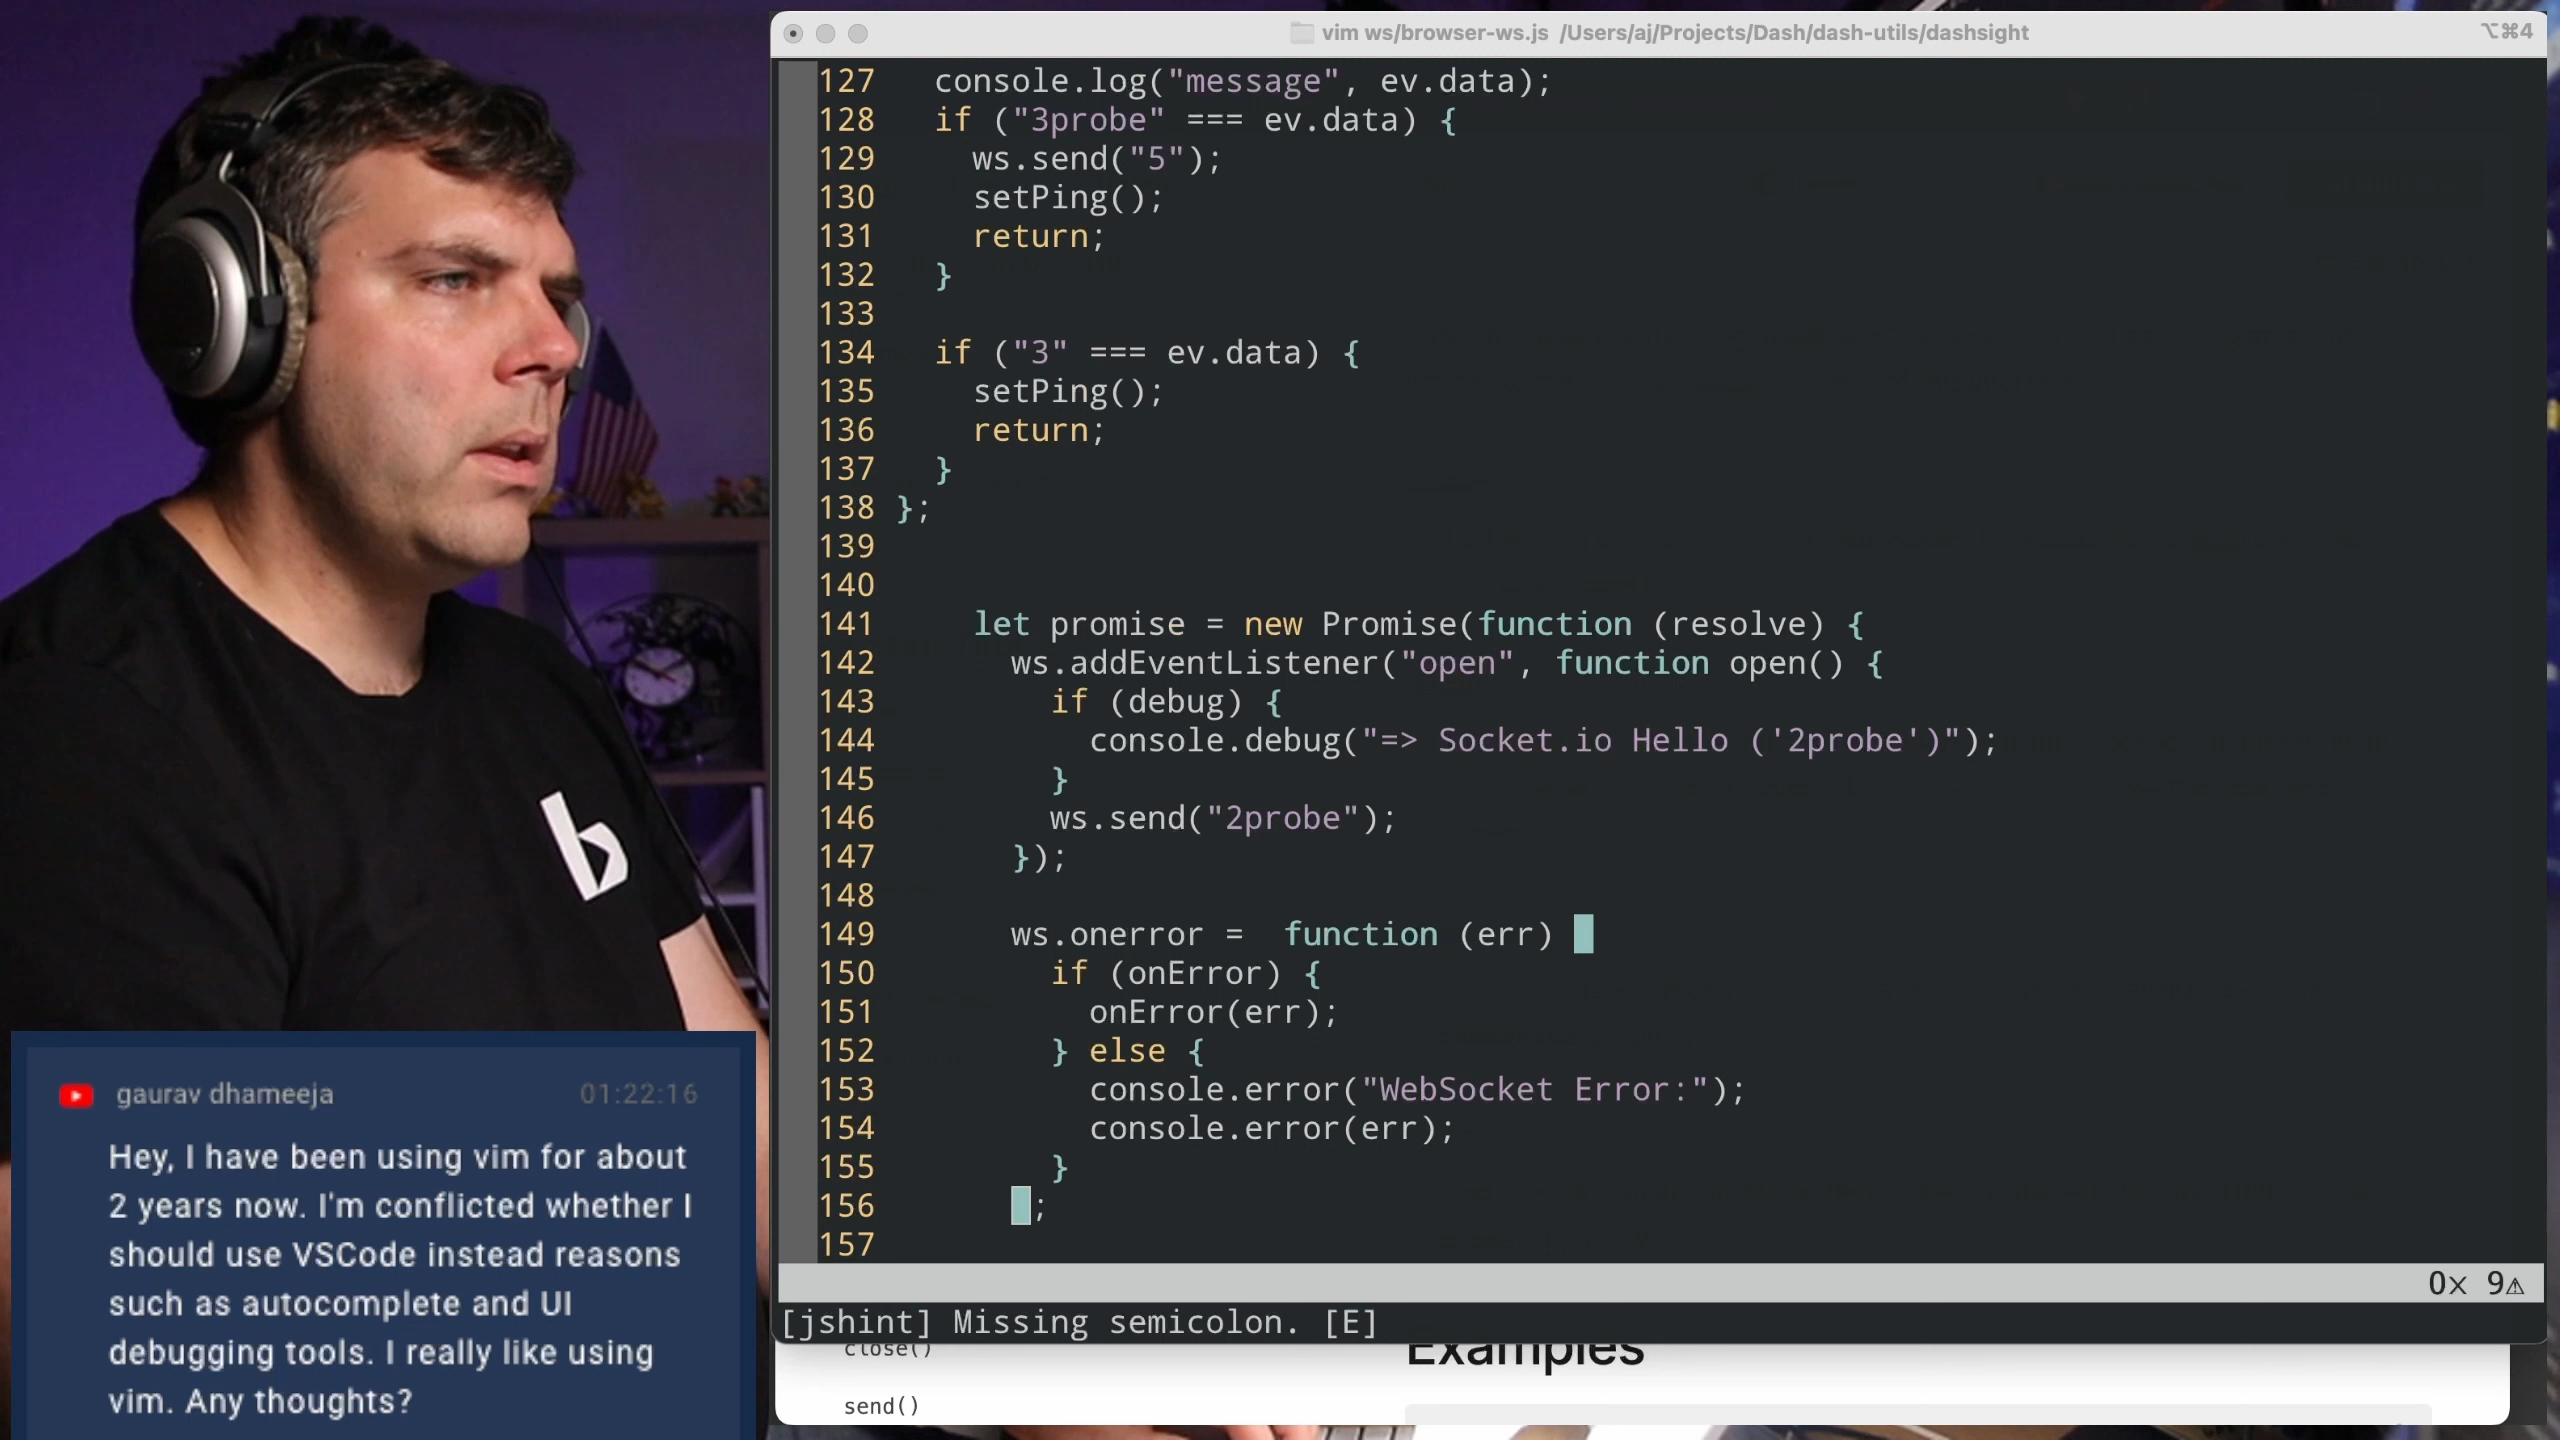 vim ws/browser-ws.js /Users/aj/Projects/Dash/dash-utils/dashsight
⌥⌘4
127 console.log("message", ev.data);
128 if ("3probe" === ev.data) {
129 ws.send("5");
130 setPing();
131 return;
132 }
133
134 if ("3" === ev.data) {
135 setPing();
136 return;
137 }
138 };
139
140
141 let promise = new Promise(function (resolve) {
142 ws.addEventListener("open", function open() {
143 if (debug) {
144 console.debug("=> Socket.io Hello ('2probe')");
145 }
146 ws.send("2probe");
147 });
148
149 ws.onerror =  function (err)
150 if (onError) {
151 onError(err);
152 } else {
153 console.error("WebSocket Error:");
154 console.error(err);
155 }
156 ;
157
0× 9⚠
[jshint] Missing semicolon. [E]
close()
Examples
send()
b
gaurav dhameeja
01:22:16
Hey, I have been using vim for about
2 years now. I'm conflicted whether I
should use VSCode instead reasons
such as autocomplete and UI
debugging tools. I really like using
vim. Any thoughts?